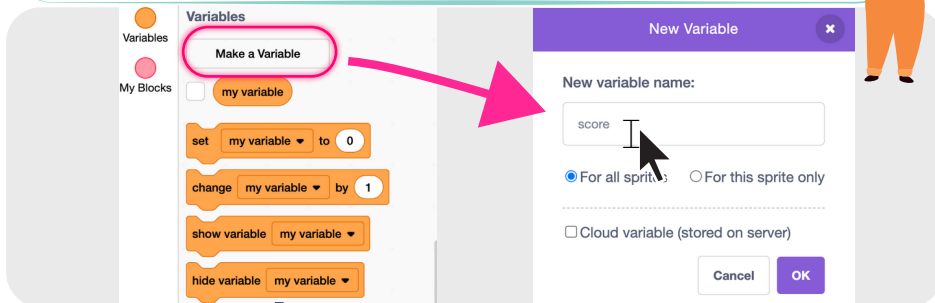 Variables
Variables
My Blocks
Make a Variable
my variable
set my variable to 0
change my variable by 1
show variable my variable
hide variable my variable
New Variable
New variable name:
score
For all sprites For this sprite only
Cloud variable (stored on server)
Cancel OK